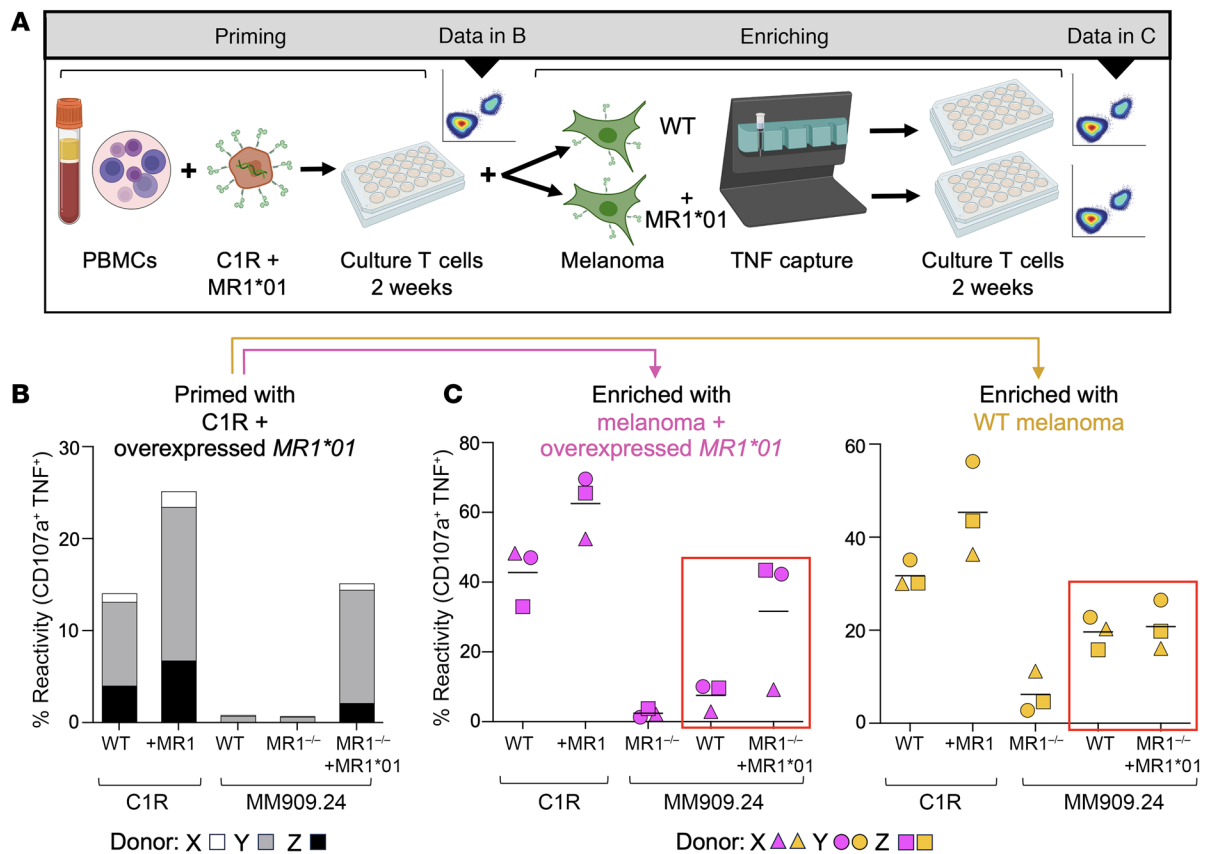 A
Priming
Data in B
Enriching
Data in C
WT
+
+
+
MR1*01
PBMCs
C1R +
MR1*01
Culture T cells
2 weeks
Melanoma
TNF capture
Culture T cells
2 weeks
B
Primed with
C1R +
overexpressed MR1*01
% Reactivity (CD107a⁺ TNF⁺)
30
20
10
0
WT
+MR1
WT
MR1⁻/⁻
MR1⁻/⁻
+MR1*01
C1R
MM909.24
Donor: X Y Z
C
Enriched with
melanoma +
overexpressed MR1*01
% Reactivity (CD107a⁺ TNF⁺)
80
60
40
20
0
WT
+MR1
MR1⁻/⁻
WT
MR1⁻/⁻
+MR1*01
C1R
MM909.24
Enriched with
WT melanoma
60
40
20
0
WT
+MR1
MR1⁻/⁻
WT
MR1⁻/⁻
+MR1*01
C1R
MM909.24
Donor: X Y Z